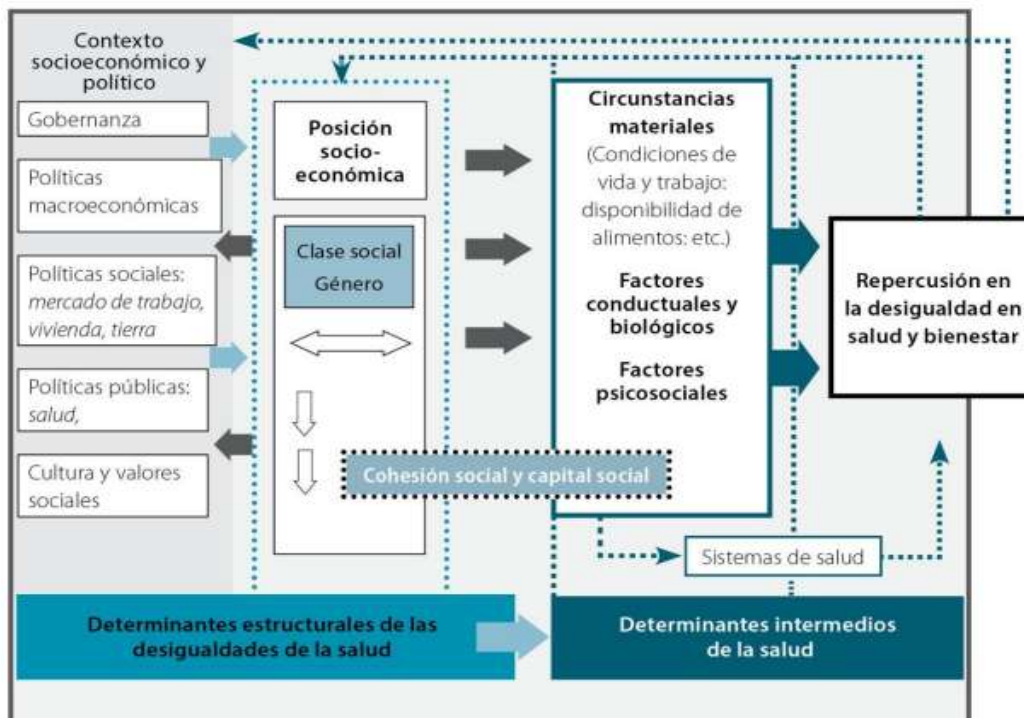 Contexto
socioeconómico y
político
Gobernanza
Políticas
macroeconómicas
Políticas sociales:
mercado de trabajo,
vivienda, tierra
Políticas públicas:
salud,
Cultura y valores
sociales
Posición
socio-
económica
Clase social
Género
Cohesión social y capital social
Circunstancias
materiales
(Condiciones de
vida y trabajo:
disponibilidad de
alimentos: etc.)
Factores
conductuales y
biológicos
Factores
psicosociales
Sistemas de salud
Repercusión en
la desigualdad en
salud y bienestar
Determinantes estructurales de las
desigualdades de la salud
Determinantes intermedios
de la salud